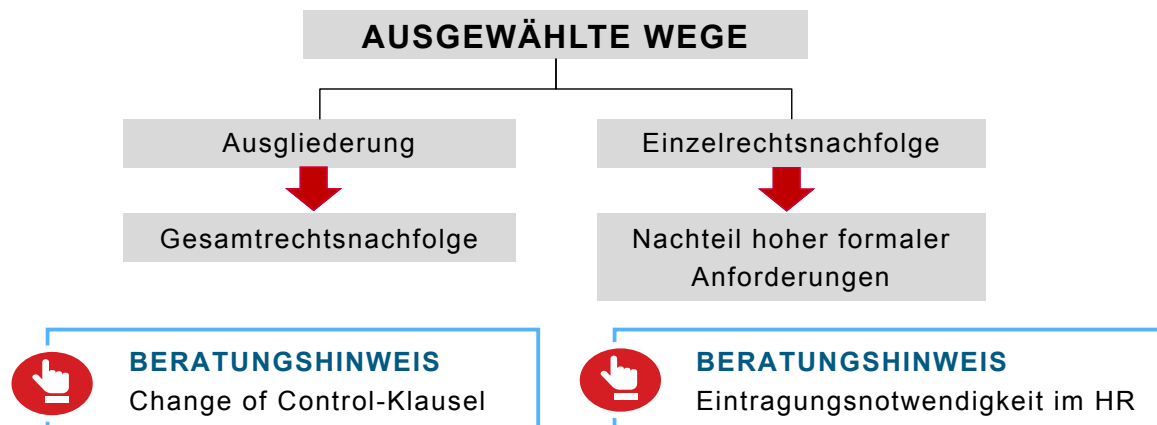 AUSGEWÄHLTE WEGE
Ausgliederung
Einzelrechtsnachfolge
Gesamtrechtsnachfolge
Nachteil hoher formaler
Anforderungen
BERATUNGSHINWEIS
Change of Control-Klausel
BERATUNGSHINWEIS
Eintragungsnotwendigkeit im HR